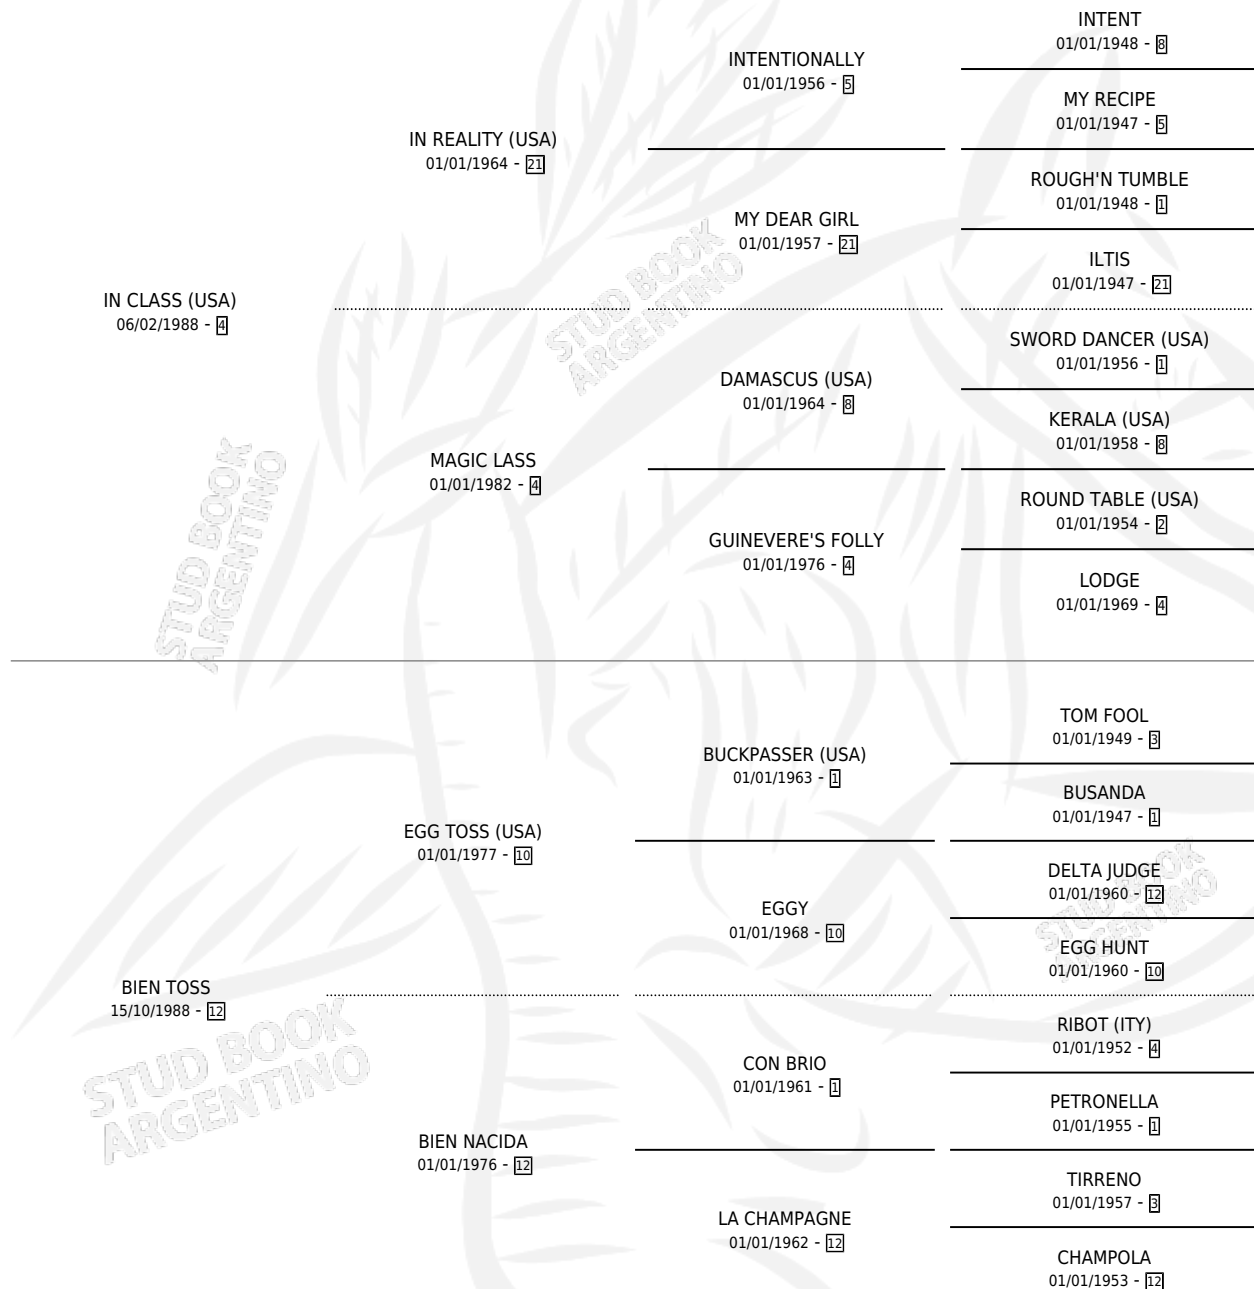 INTENT
01/01/1948 - 8
INTENTIONALLY
01/01/1956 - 5
MY RECIPE
01/01/1947 - 5
IN REALITY (USA)
01/01/1964 - 21
ROUGH'N TUMBLE
01/01/1948 - 1
MY DEAR GIRL
01/01/1957 - 21
ILTIS
01/01/1947 - 21
IN CLASS (USA)
06/02/1988 - 4
SWORD DANCER (USA)
01/01/1956 - 1
DAMASCUS (USA)
01/01/1964 - 8
KERALA (USA)
01/01/1958 - 8
MAGIC LASS
01/01/1982 - 4
ROUND TABLE (USA)
01/01/1954 - 2
GUINEVERE'S FOLLY
01/01/1976 - 4
LODGE
01/01/1969 - 4
TOM FOOL
01/01/1949 - 3
BUCKPASSER (USA)
01/01/1963 - 1
BUSANDA
01/01/1947 - 1
EGG TOSS (USA)
01/01/1977 - 10
DELTA JUDGE
01/01/1960 - 12
EGGY
01/01/1968 - 10
EGG HUNT
01/01/1960 - 10
BIEN TOSS
15/10/1988 - 12
RIBOT (ITY)
01/01/1952 - 4
CON BRIO
01/01/1961 - 1
PETRONELLA
01/01/1955 - 1
BIEN NACIDA
01/01/1976 - 12
TIRRENO
01/01/1957 - 3
LA CHAMPAGNE
01/01/1962 - 12
CHAMPOLA
01/01/1953 - 12
STUD BOOK
ARGENTINO
STUD BOOK
ARGENTINO
STUD BOOK
ARGENTINO
STUD BOOK
ARGENTINO